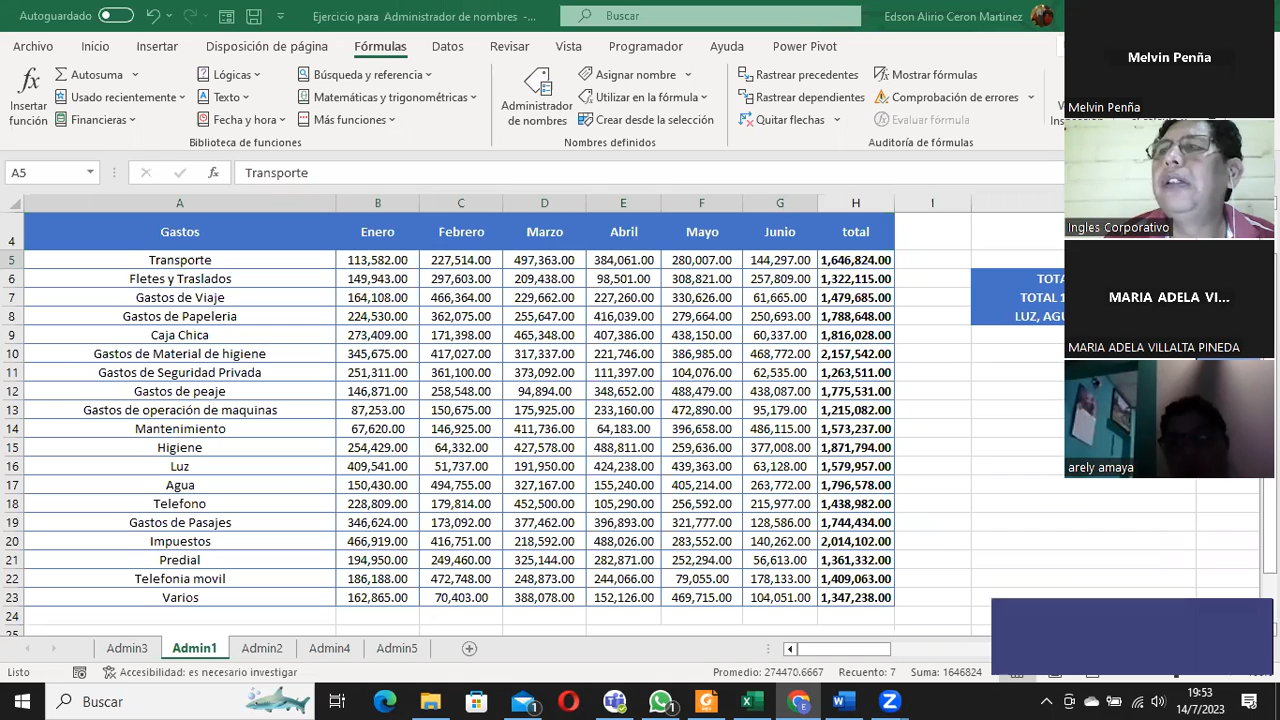 Autoguardado
Ejercicio para Administrador de nombres -...
Buscar
Edson Alirio Ceron Martinez
Archivo Inicio Insertar Disposición de página Fórmulas Datos Revisar Vista Programador Ayuda Power Pivot
Insertar función
Autosuma
Usado recientemente
Financieras
Lógicas
Texto
Fecha y hora
Búsqueda y referencia
Matemáticas y trigonométricas
Más funciones
Biblioteca de funciones
Administrador de nombres
Asignar nombre
Utilizar en la fórmula
Crear desde la selección
Nombres definidos
Rastrear precedentes
Rastrear dependientes
Quitar flechas
Mostrar fórmulas
Comprobación de errores
Evaluar fórmula
Auditoría de fórmulas
A5 Transporte
A B C D E F G H I
4 Gastos Enero Febrero Marzo Abril Mayo Junio total
5 Transporte 113,582.00 227,514.00 497,363.00 384,061.00 280,007.00 144,297.00 1,646,824.00
6 Fletes y Traslados 149,943.00 297,603.00 209,438.00 98,501.00 308,821.00 257,809.00 1,322,115.00 TOTA
7 Gastos de Viaje 164,108.00 466,364.00 229,662.00 227,260.00 330,626.00 61,665.00 1,479,685.00 TOTAL 1
8 Gastos de Papeleria 224,530.00 362,075.00 255,647.00 416,039.00 279,664.00 250,693.00 1,788,648.00 LUZ, AGU
9 Caja Chica 273,409.00 171,398.00 465,348.00 407,386.00 438,150.00 60,337.00 1,816,028.00
10 Gastos de Material de higiene 345,675.00 417,027.00 317,337.00 221,746.00 386,985.00 468,772.00 2,157,542.00
11 Gastos de Seguridad Privada 251,311.00 361,100.00 373,092.00 111,397.00 104,076.00 62,535.00 1,263,511.00
12 Gastos de peaje 146,871.00 258,548.00 94,894.00 348,652.00 488,479.00 438,087.00 1,775,531.00
13 Gastos de operación de maquinas 87,253.00 150,675.00 175,925.00 233,160.00 472,890.00 95,179.00 1,215,082.00
14 Mantenimiento 67,620.00 146,925.00 411,736.00 64,183.00 396,658.00 486,115.00 1,573,237.00
15 Higiene 254,429.00 64,332.00 427,578.00 488,811.00 259,636.00 377,008.00 1,871,794.00
16 Luz 409,541.00 51,737.00 191,950.00 424,238.00 439,363.00 63,128.00 1,579,957.00
17 Agua 150,430.00 494,755.00 327,167.00 155,240.00 405,214.00 263,772.00 1,796,578.00
18 Telefono 228,809.00 179,814.00 452,500.00 105,290.00 256,592.00 215,977.00 1,438,982.00
19 Gastos de Pasajes 346,624.00 173,092.00 377,462.00 396,893.00 321,777.00 128,586.00 1,744,434.00
20 Impuestos 466,919.00 416,751.00 218,592.00 488,026.00 283,552.00 140,262.00 2,014,102.00
21 Predial 194,950.00 249,460.00 325,144.00 282,871.00 252,294.00 56,613.00 1,361,332.00
22 Telefonia movil 186,188.00 472,748.00 248,873.00 244,066.00 79,055.00 178,133.00 1,409,063.00
23 Varios 162,865.00 70,403.00 388,078.00 152,126.00 469,715.00 104,051.00 1,347,238.00
24
Admin3 Admin1 Admin2 Admin4 Admin5
Listo Accesibilidad: es necesario investigar Promedio: 274470.6667 Recuento: 7 Suma: 1646824
Buscar
19:53
14/7/2023
Melvin Penña
Melvin Penña
Ingles Corporativo
MARIA ADELA VI...
MARIA ADELA VILLALTA PINEDA
arely amaya